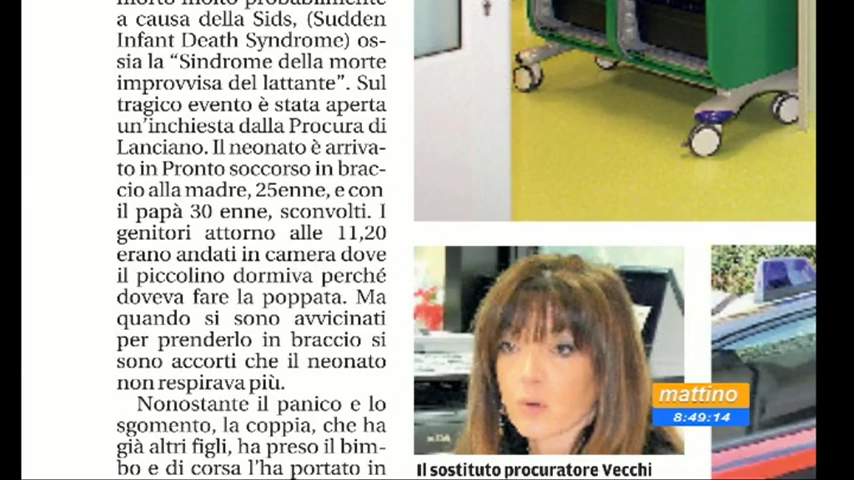 morto molto probabilmente
a causa della Sids, (Sudden
Infant Death Syndrome) os-
sia la “Sindrome della morte
improvvisa del lattante”. Sul
tragico evento è stata aperta
un’inchiesta dalla Procura di
Lanciano. Il neonato è arriva-
to in Pronto soccorso in brac-
cio alla madre, 25enne, e con
il papà 30 enne, sconvolti. I
genitori attorno alle 11,20
erano andati in camera dove
il piccolino dormiva perché
doveva fare la poppata. Ma
quando si sono avvicinati
per prenderlo in braccio si
sono accorti che il neonato
non respirava più.
Nonostante il panico e lo
sgomento, la coppia, che ha
già altri figli, ha preso il bim-
bo e di corsa l’ha portato in
Il sostituto procuratore Vecchi
mattino
8:49:14